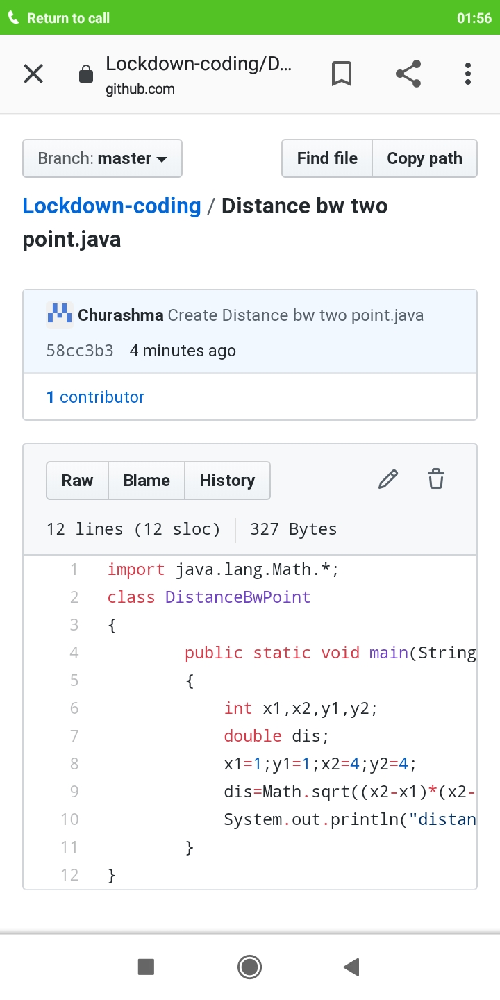 Return to call 01:56
Lockdown-coding/D...
github.com
Branch: master Find file Copy path
Lockdown-coding / Distance bw two
point.java
Churashma Create Distance bw two point.java
58cc3b3 4 minutes ago
1 contributor
Raw Blame History
12 lines (12 sloc) 327 Bytes
1 import java.lang.Math.*;
2 class DistanceBwPoint
3 {
4 public static void main(String
5 {
6 int x1,x2,y1,y2;
7 double dis;
8 x1=1;y1=1;x2=4;y2=4;
9 dis=Math.sqrt((x2-x1)*(x2-
10 System.out.println("distan
11 }
12 }